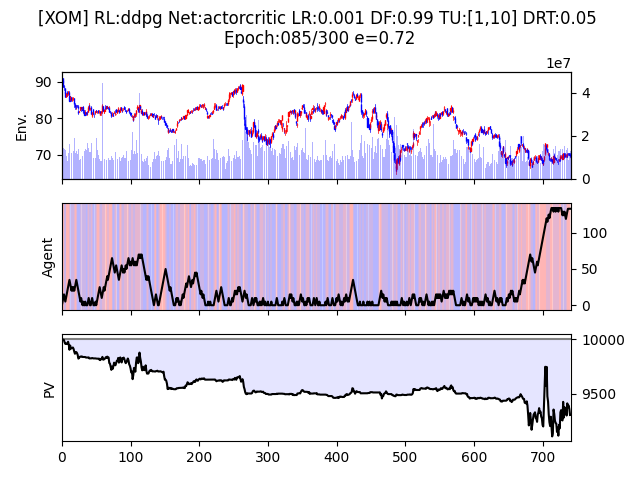 [XOM] RL:ddpg Net:actorcritic LR:0.001 DF:0.99 TU:[1,10] DRT:0.05
Epoch:085/300 e=0.72
1e7
90
80
70
Env.
4
2
0
Agent
100
50
0
PV
10000
9500
0 100 200 300 400 500 600 700